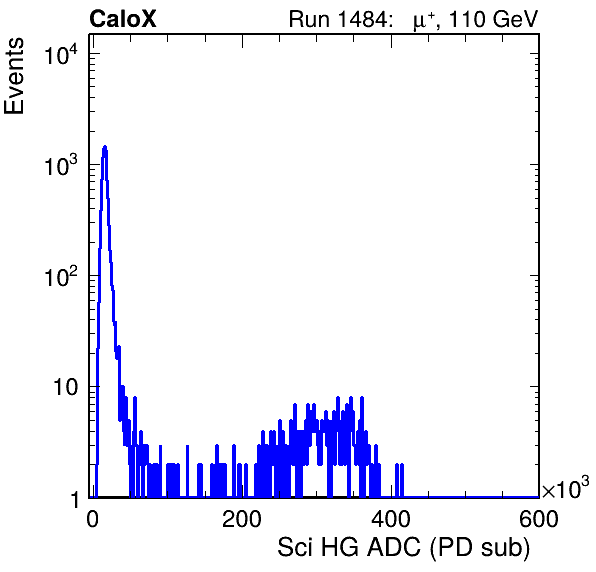 CaloX Run 1484: μ⁺, 110 GeV
Events
10⁴
10³
10²
10
1
0 200 400 600
×10³
Sci HG ADC (PD sub)